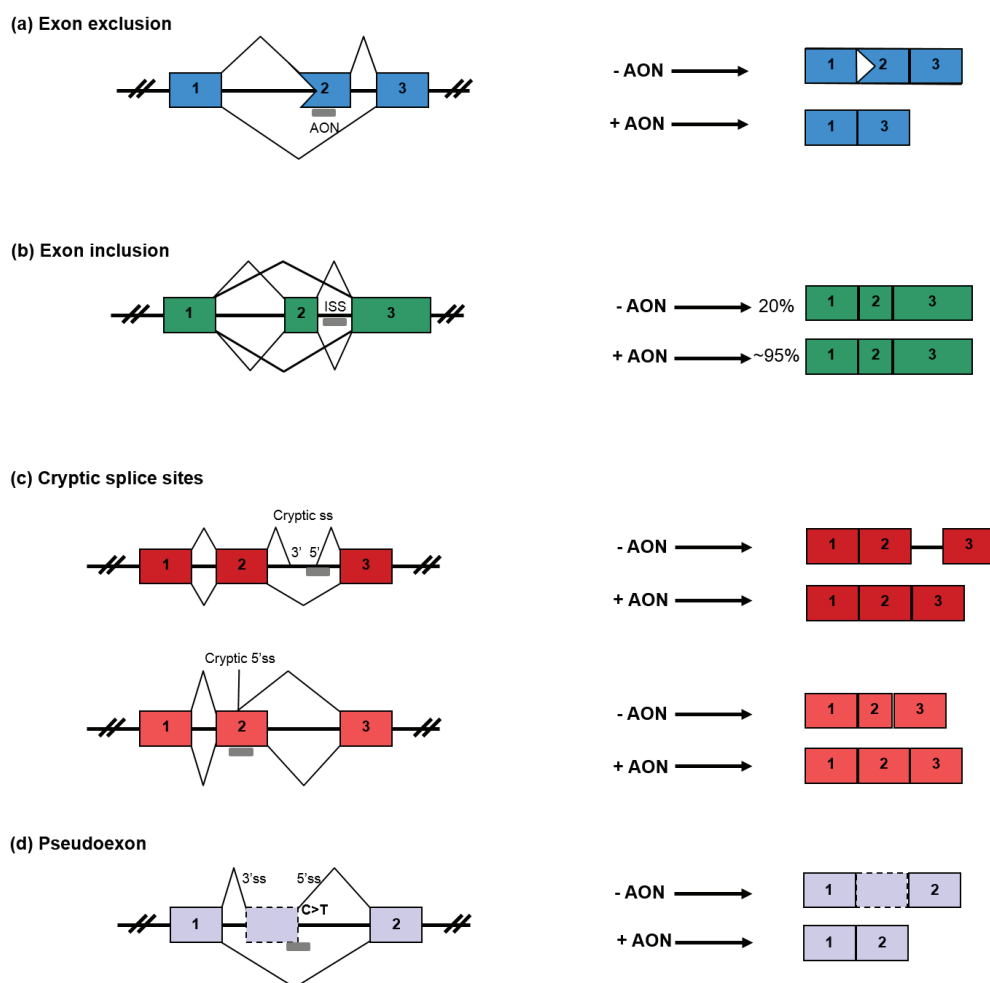 (a) Exon exclusion
1 2 3
AON
- AON
1 2 3
+ AON
1 3
(b) Exon inclusion
1 2 ISS 3
- AON 20% 1 2 3
+ AON ~95% 1 2 3
(c) Cryptic splice sites
Cryptic ss
3' 5'
1 2 3
- AON 1 2 3
+ AON 1 2 3
Cryptic 5'ss
1 2 3
- AON 1 2 3
+ AON 1 2 3
(d) Pseudoexon
3'ss 5'ss
C>T
1 2
- AON 1 2
+ AON 1 2